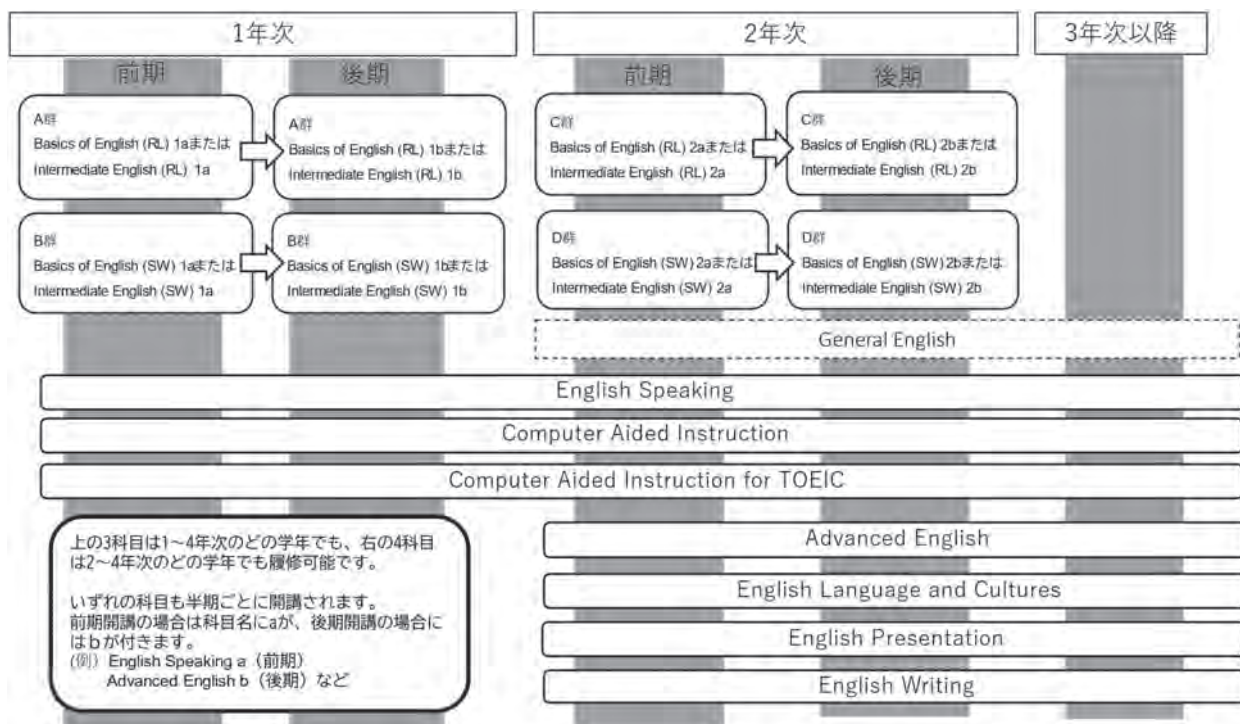 1年次
2年次
3年次以降
前期
後期
前期
後期
A群
Basics of English (RL) 1aまたは
Intermediate English (RL) 1a
A群
Basics of English (RL) 1bまたは
Intermediate English (RL) 1b
C群
Basics of English (RL) 2aまたは
Intermediate English (RL) 2a
C群
Basics of English (RL) 2bまたは
Intermediate English (RL) 2b
B群
Basics of English (SW) 1aまたは
Intermediate English (SW) 1a
B群
Basics of English (SW) 1bまたは
Intermediate English (SW) 1b
D群
Basics of English (SW) 2aまたは
Intermediate English (SW) 2a
D群
Basics of English (SW) 2bまたは
Intermediate English (SW) 2b
General English
English Speaking
Computer Aided Instruction
Computer Aided Instruction for TOEIC
上の3科目は1～4年次のどの学年でも、右の4科目
は2～4年次のどの学年でも履修可能です。
いずれの科目も半期ごとに開講されます。
前期開講の場合は科目名にaが、後期開講の場合に
はｂが付きます。
(例) English Speaking a（前期）
Advanced English b（後期）など
Advanced English
English Language and Cultures
English Presentation
English Writing